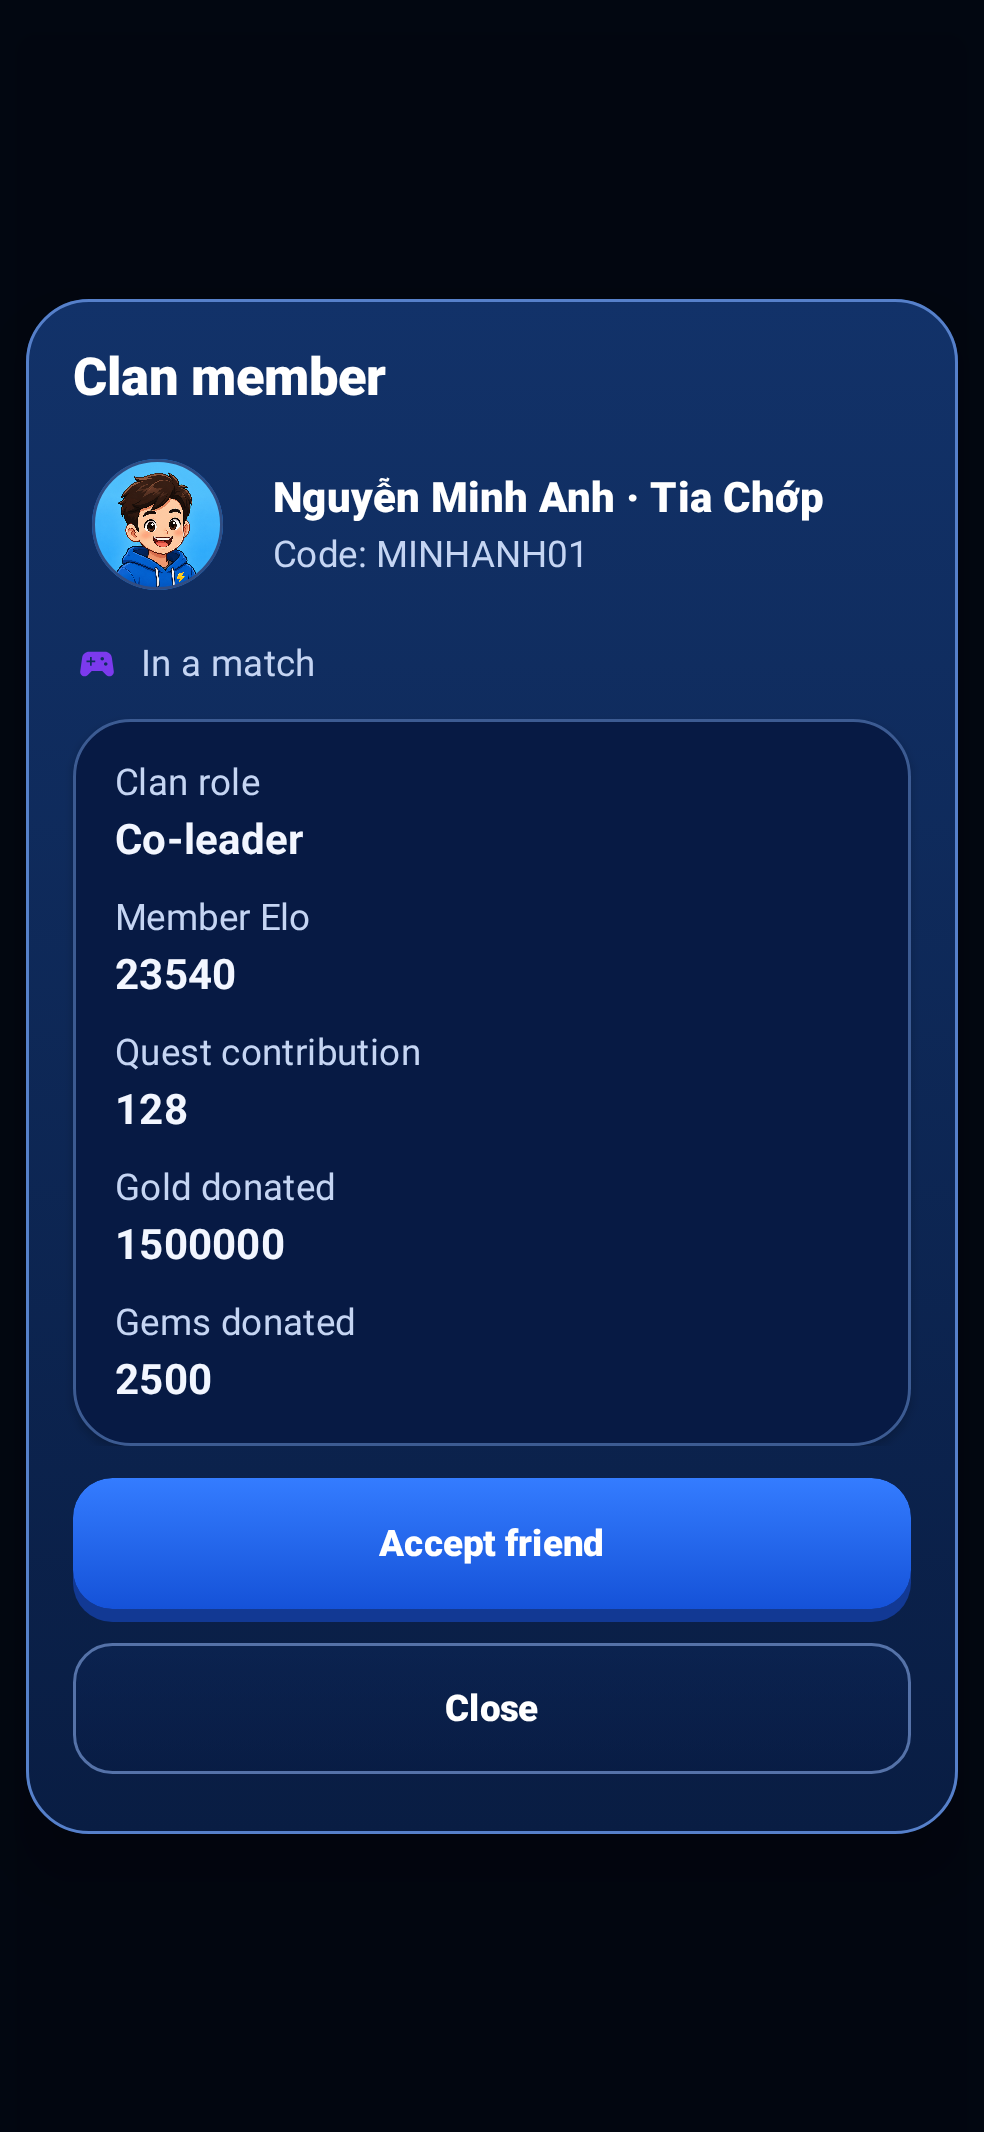 Clan member
Nguyễn Minh Anh · Tia Chớp
Code: MINHANH01
In a match
Clan role
Co-leader
Member Elo
23540
Quest contribution
128
Gold donated
1500000
Gems donated
2500
Accept friend
Close